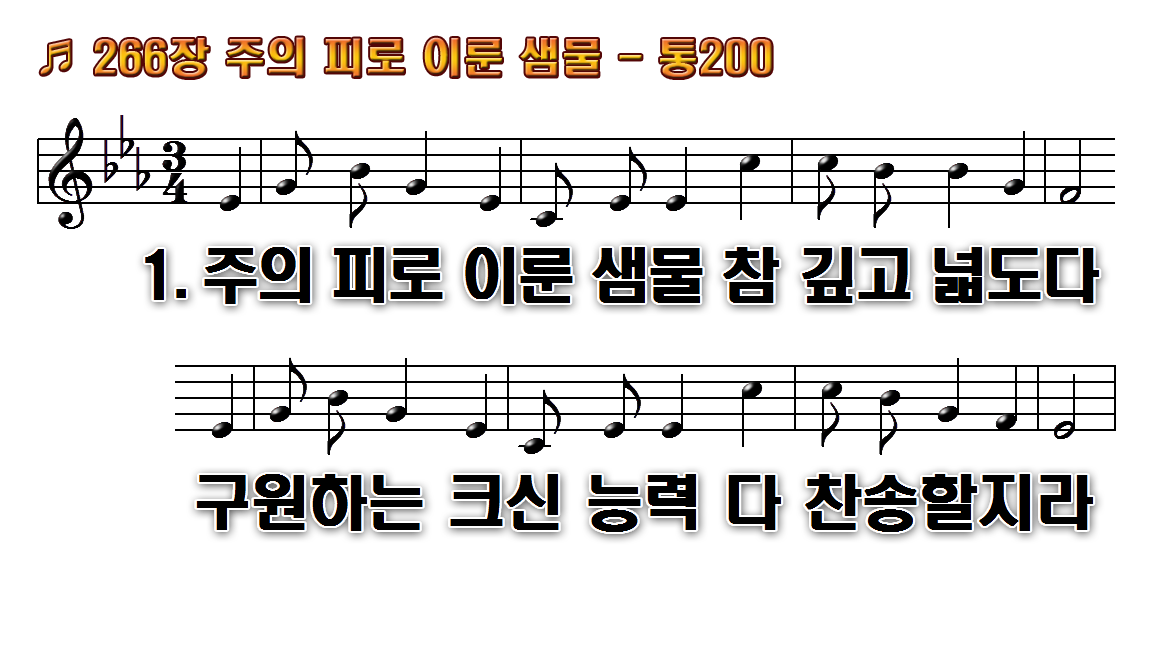 ♬ 266장 주의 피로 이룬 샘물 - 통200
3
4
1. 주의 피로 이룬 샘물 참 깊고 넓도다
구원하는 크신 능력 다 찬송할지라